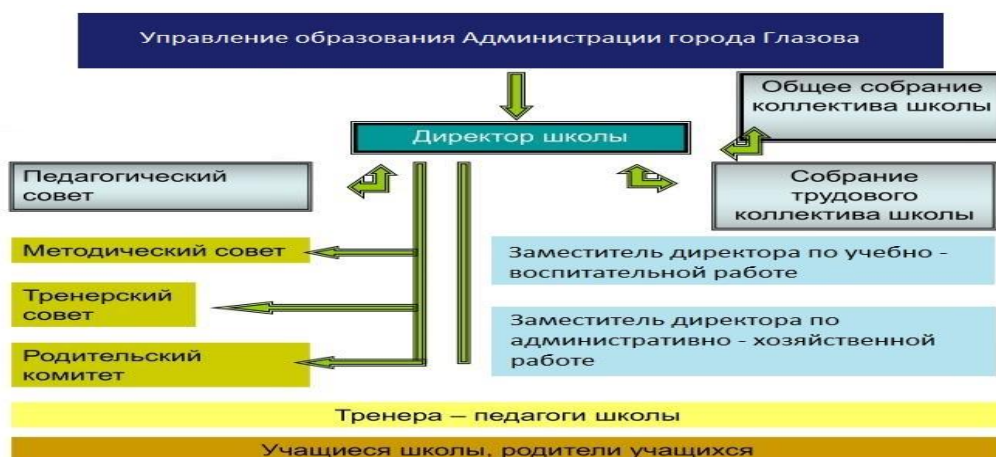 Управление образования Администрации города Глазова
Общее собрание
коллектива школы
Директор школы
Педагогический
совет
Собрание
трудового
коллектива школы
Методический совет
Заместитель директора по учебно -
воспитательной работе
Тренерский
совет
Заместитель директора по
административно - хозяйственной
работе
Родительский
комитет
Тренера – педагоги школы
Учащиеся школы, родители учащихся